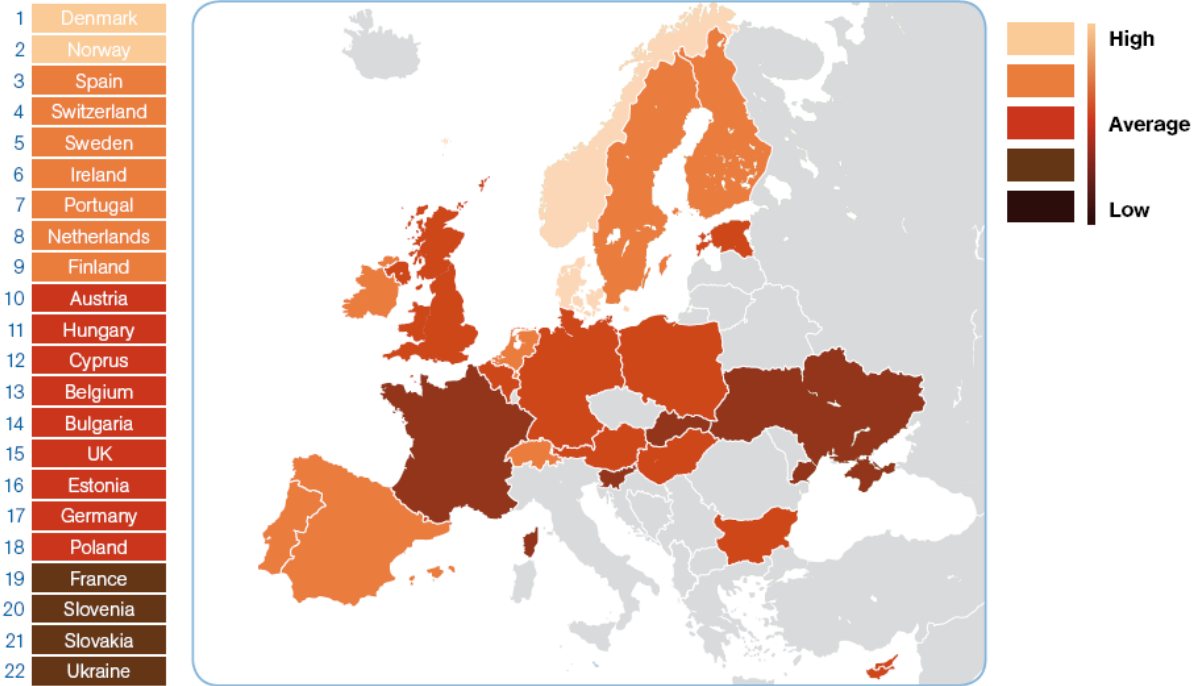 1 Denmark
2 Norway
3 Spain
4 Switzerland
5 Sweden
6 Ireland
7 Portugal
8 Netherlands
9 Finland
10 Austria
11 Hungary
12 Cyprus
13 Belgium
14 Bulgaria
15 UK
16 Estonia
17 Germany
18 Poland
19 France
20 Slovenia
21 Slovakia
22 Ukraine
High
Average
Low